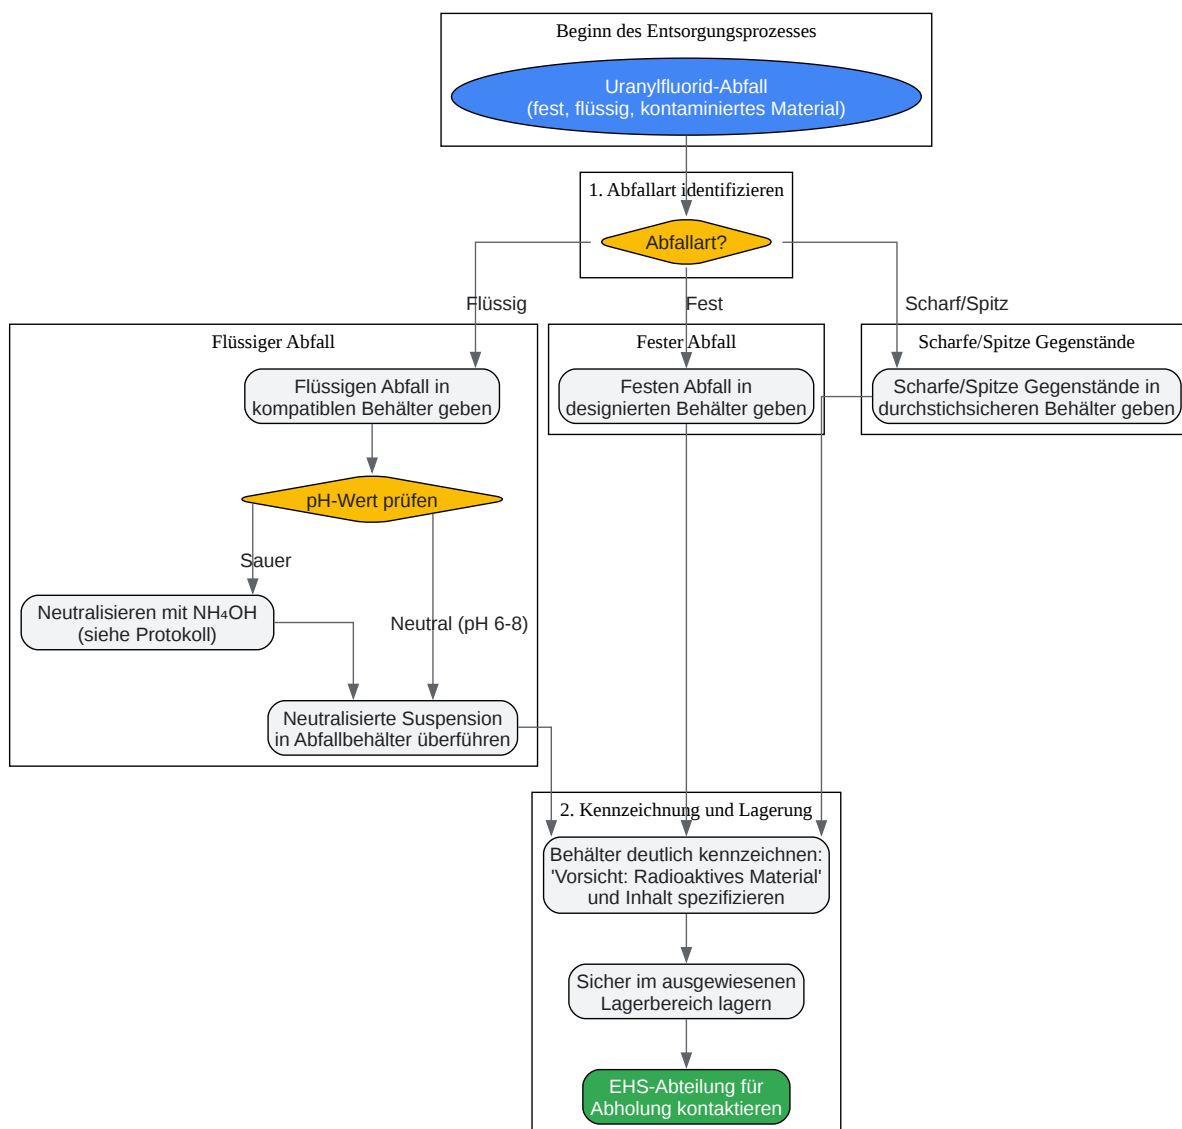 Beginn des Entsorgungsprozesses
Uranylfluorid-Abfall
(fest, flüssig, kontaminiertes Material)
1. Abfallart identifizieren
Abfallart?
Flüssig
Fest
Scharf/Spitz
Flüssiger Abfall
Fester Abfall
Scharfe/Spitze Gegenstände
Flüssigen Abfall in
kompatiblen Behälter geben
Festen Abfall in
designierten Behälter geben
Scharfe/Spitze Gegenstände in
durchstichsicheren Behälter geben
pH-Wert prüfen
Sauer
Neutralisieren mit NH₄OH
(siehe Protokoll)
Neutral (pH 6-8)
Neutralisierte Suspension
in Abfallbehälter überführen
2. Kennzeichnung und Lagerung
Behälter deutlich kennzeichnen:
'Vorsicht: Radioaktives Material'
und Inhalt spezifizieren
Sicher im ausgewiesenen
Lagerbereich lagern
EHS-Abteilung für
Abholung kontaktieren